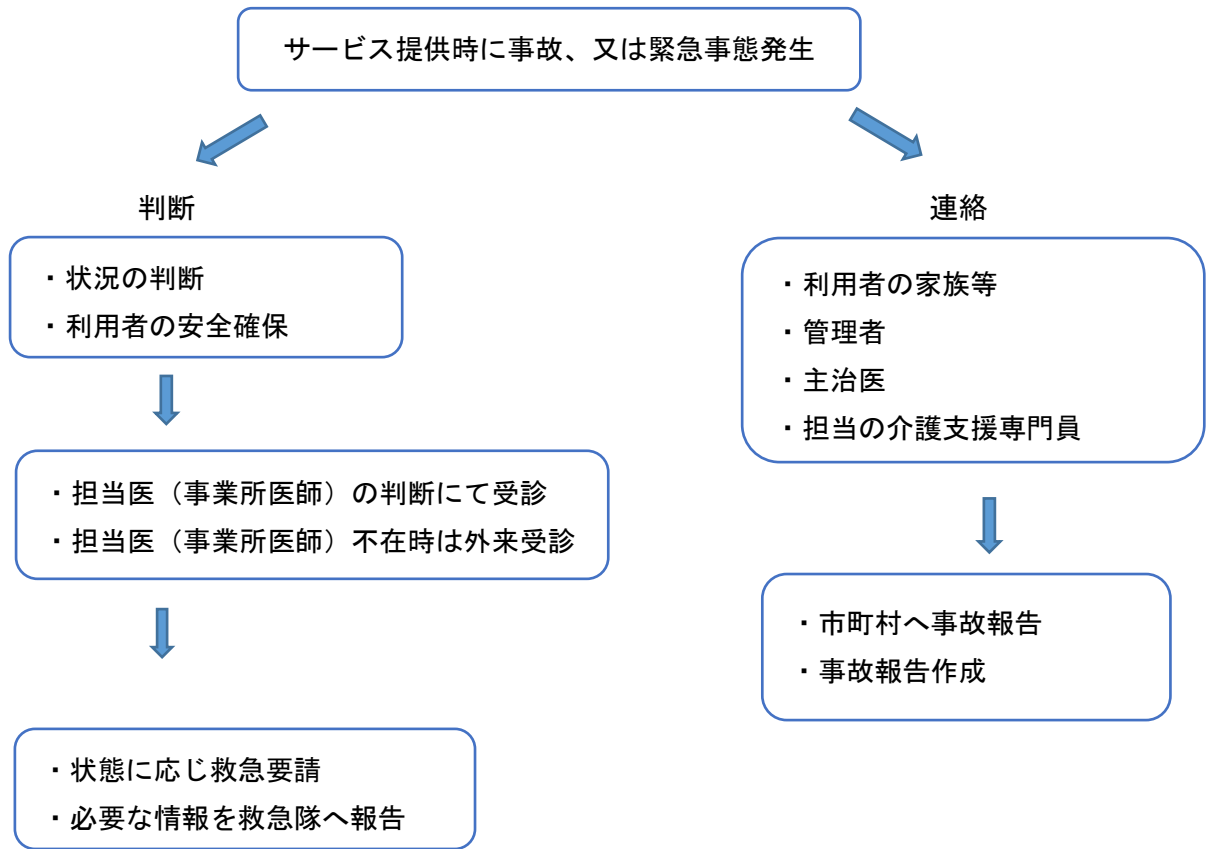 サービス提供時に事故、又は緊急事態発生
判断
・状況の判断
・利用者の安全確保
・担当医（事業所医師）の判断にて受診
・担当医（事業所医師）不在時は外来受診
・状態に応じ救急要請
・必要な情報を救急隊へ報告
連絡
・利用者の家族等
・管理者
・主治医
・担当の介護支援専門員
・市町村へ事故報告
・事故報告作成